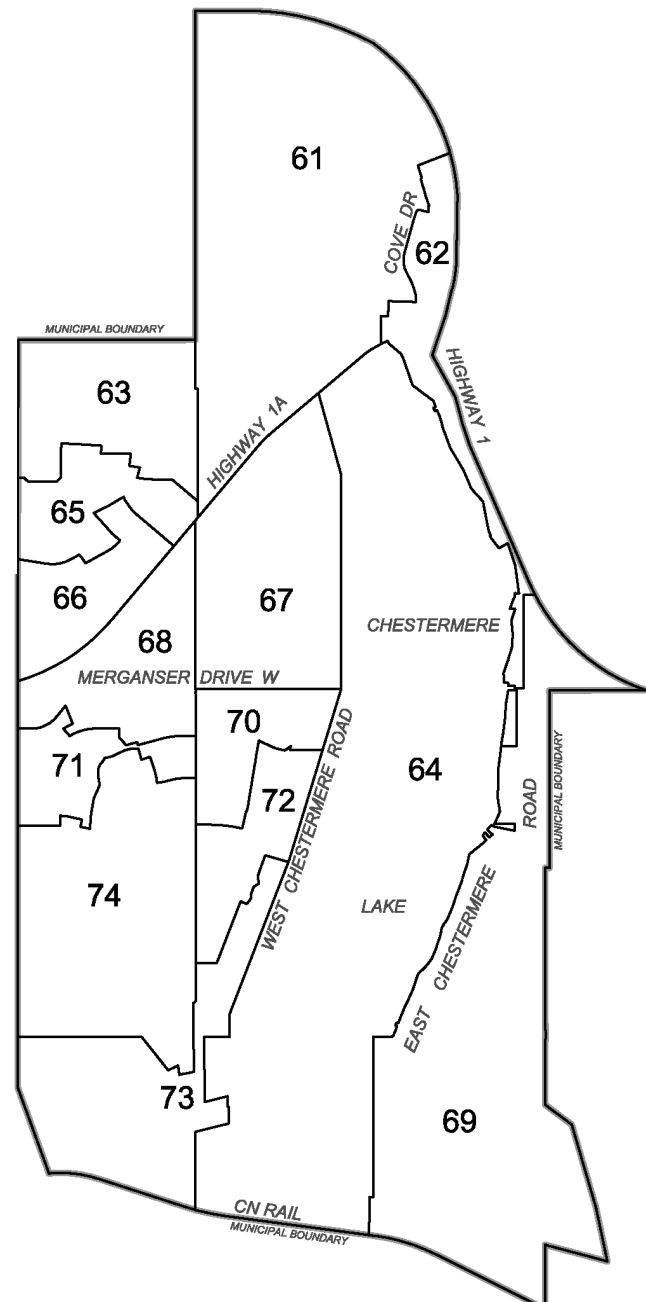 61
COVE DR
62
MUNICIPAL BOUNDARY
63
HIGHWAY 1A
HIGHWAY 1
65
66
67
68
CHESTERMERE
MERGANSER DRIVE W
70
71
72
WEST CHESTERMERE ROAD
64
ROAD
MUNICIPAL BOUNDARY
74
LAKE
EAST CHESTERMERE
73
69
CN RAIL
MUNICIPAL BOUNDARY